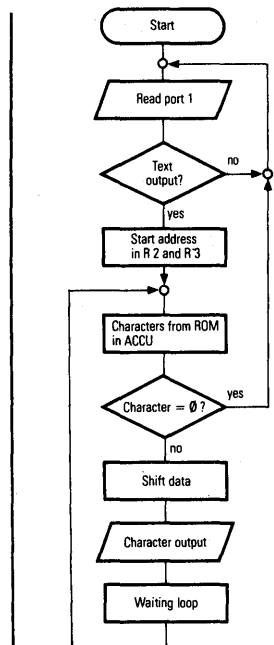 Start
Read port 1
Text
output?
no
yes
Start address
in R 2 and R 3
Characters from ROM
in ACCU
Character = Ø ?
yes
no
Shift data
Character output
Waiting loop